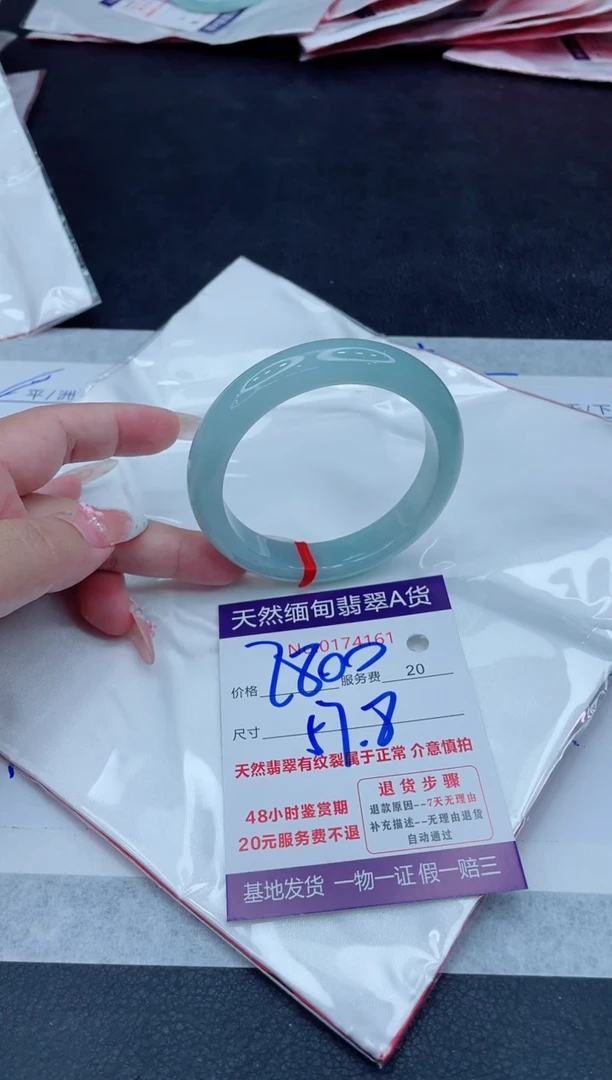 平/洲
天然缅甸翡翠A货
No0174161
价格 7800 服务费 20
尺寸 57.8
天然翡翠有纹裂属于正常 介意慎拍
48小时鉴赏期
20元服务费不退
退货步骤
退款原因--7天无理由
补充描述--无理由退货
自动通过
基地发货 一物一证 假一赔三